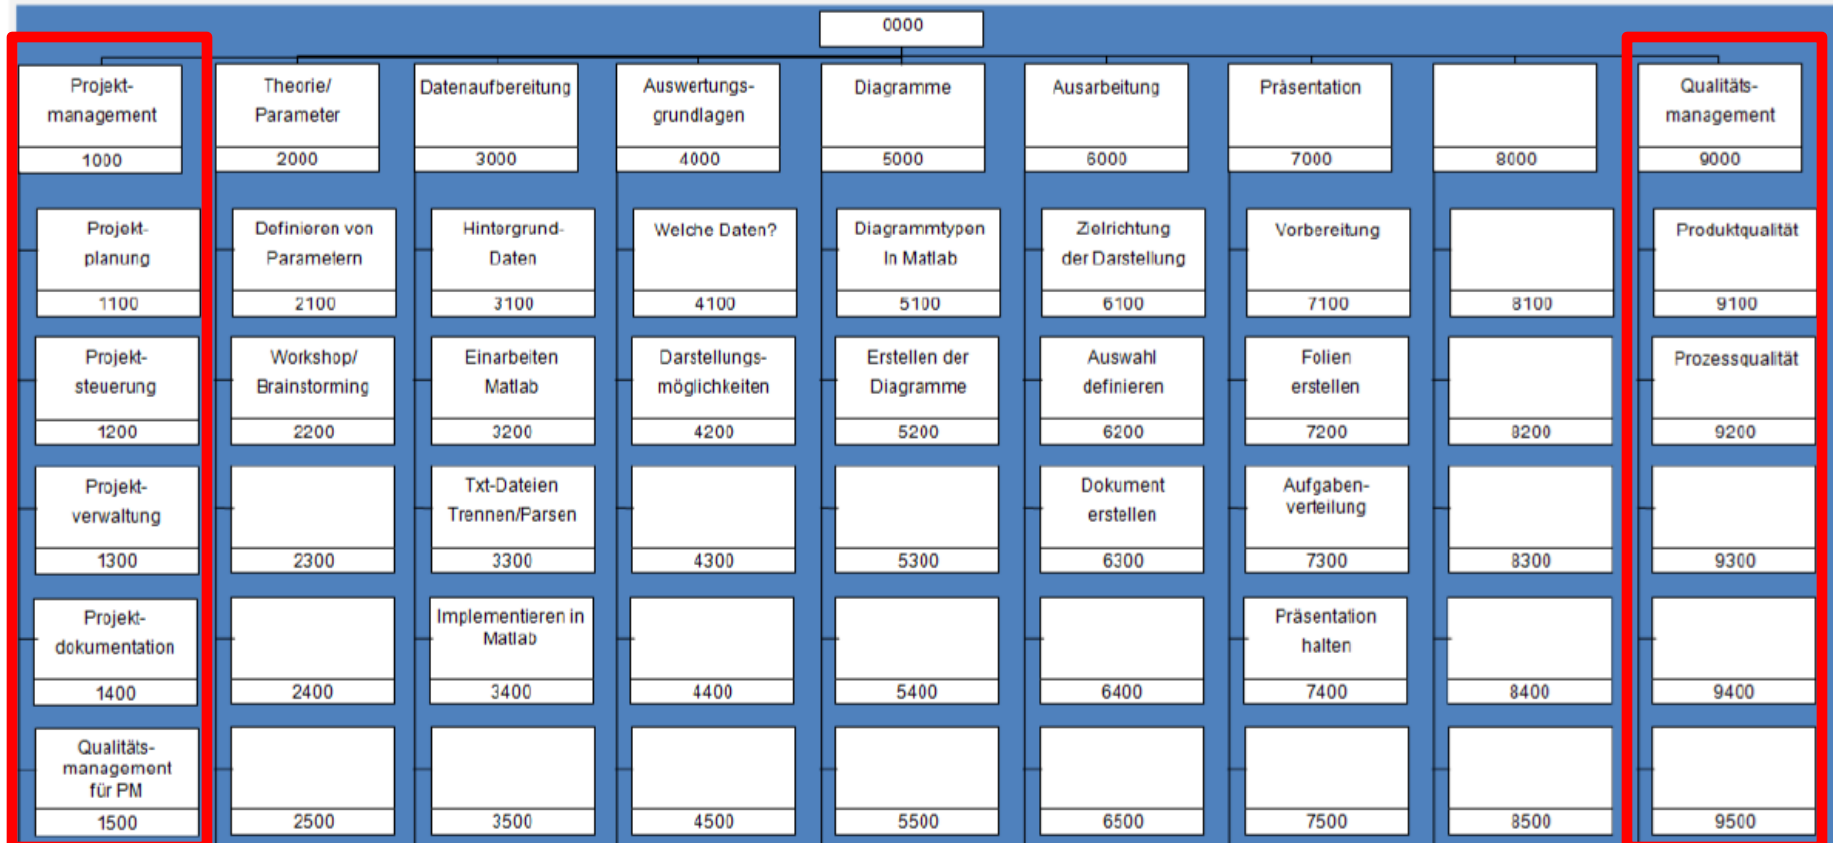 0000
Projekt-
management
1000
Theorie/
Parameter
2000
Datenaufbereitung
3000
Auswertungs-
grundlagen
4000
Diagramme
5000
Ausarbeitung
6000
Präsentation
7000
8000
Qualitäts-
management
9000
Projekt-
planung
1100
Definieren von
Parametern
2100
Hintergrund-
Daten
3100
Welche Daten?
4100
Diagrammtypen
In Matlab
5100
Zielrichtung
der Darstellung
6100
Vorbereitung
7100
8100
Produktqualität
9100
Projekt-
steuerung
1200
Workshop/
Brainstorming
2200
Einarbeiten
Matlab
3200
Darstellungs-
möglichkeiten
4200
Erstellen der
Diagramme
5200
Auswahl
definieren
6200
Folien
erstellen
7200
8200
Prozessqualität
9200
Projekt-
verwaltung
1300
2300
Txt-Dateien
Trennen/Parsen
3300
4300
5300
Dokument
erstellen
6300
Aufgaben-
verteilung
7300
8300
9300
Projekt-
dokumentation
1400
2400
Implementieren in
Matlab
3400
4400
5400
6400
Präsentation
halten
7400
8400
9400
Qualitäts-
management
für PM
1500
2500
3500
4500
5500
6500
7500
8500
9500